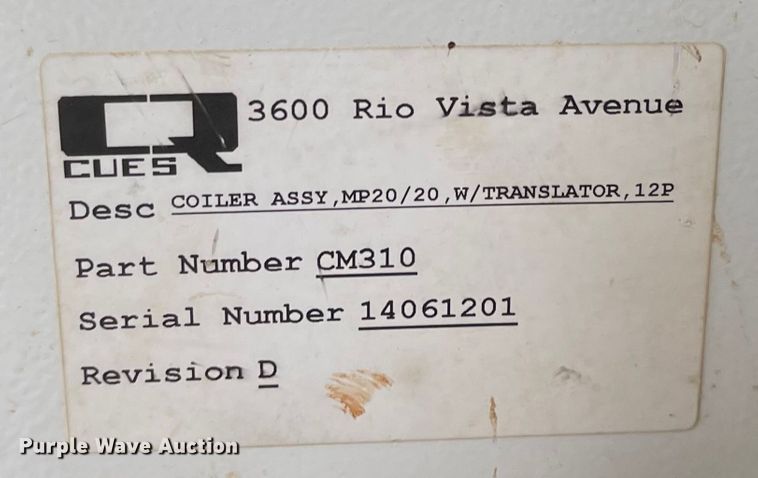 3600 Rio Vista Avenue
CUES
Desc COILER ASSY,MP20/20,W/TRANSLATOR,12P
Part Number CM310
Serial Number 14061201
Revision D
Purple Wave Auction